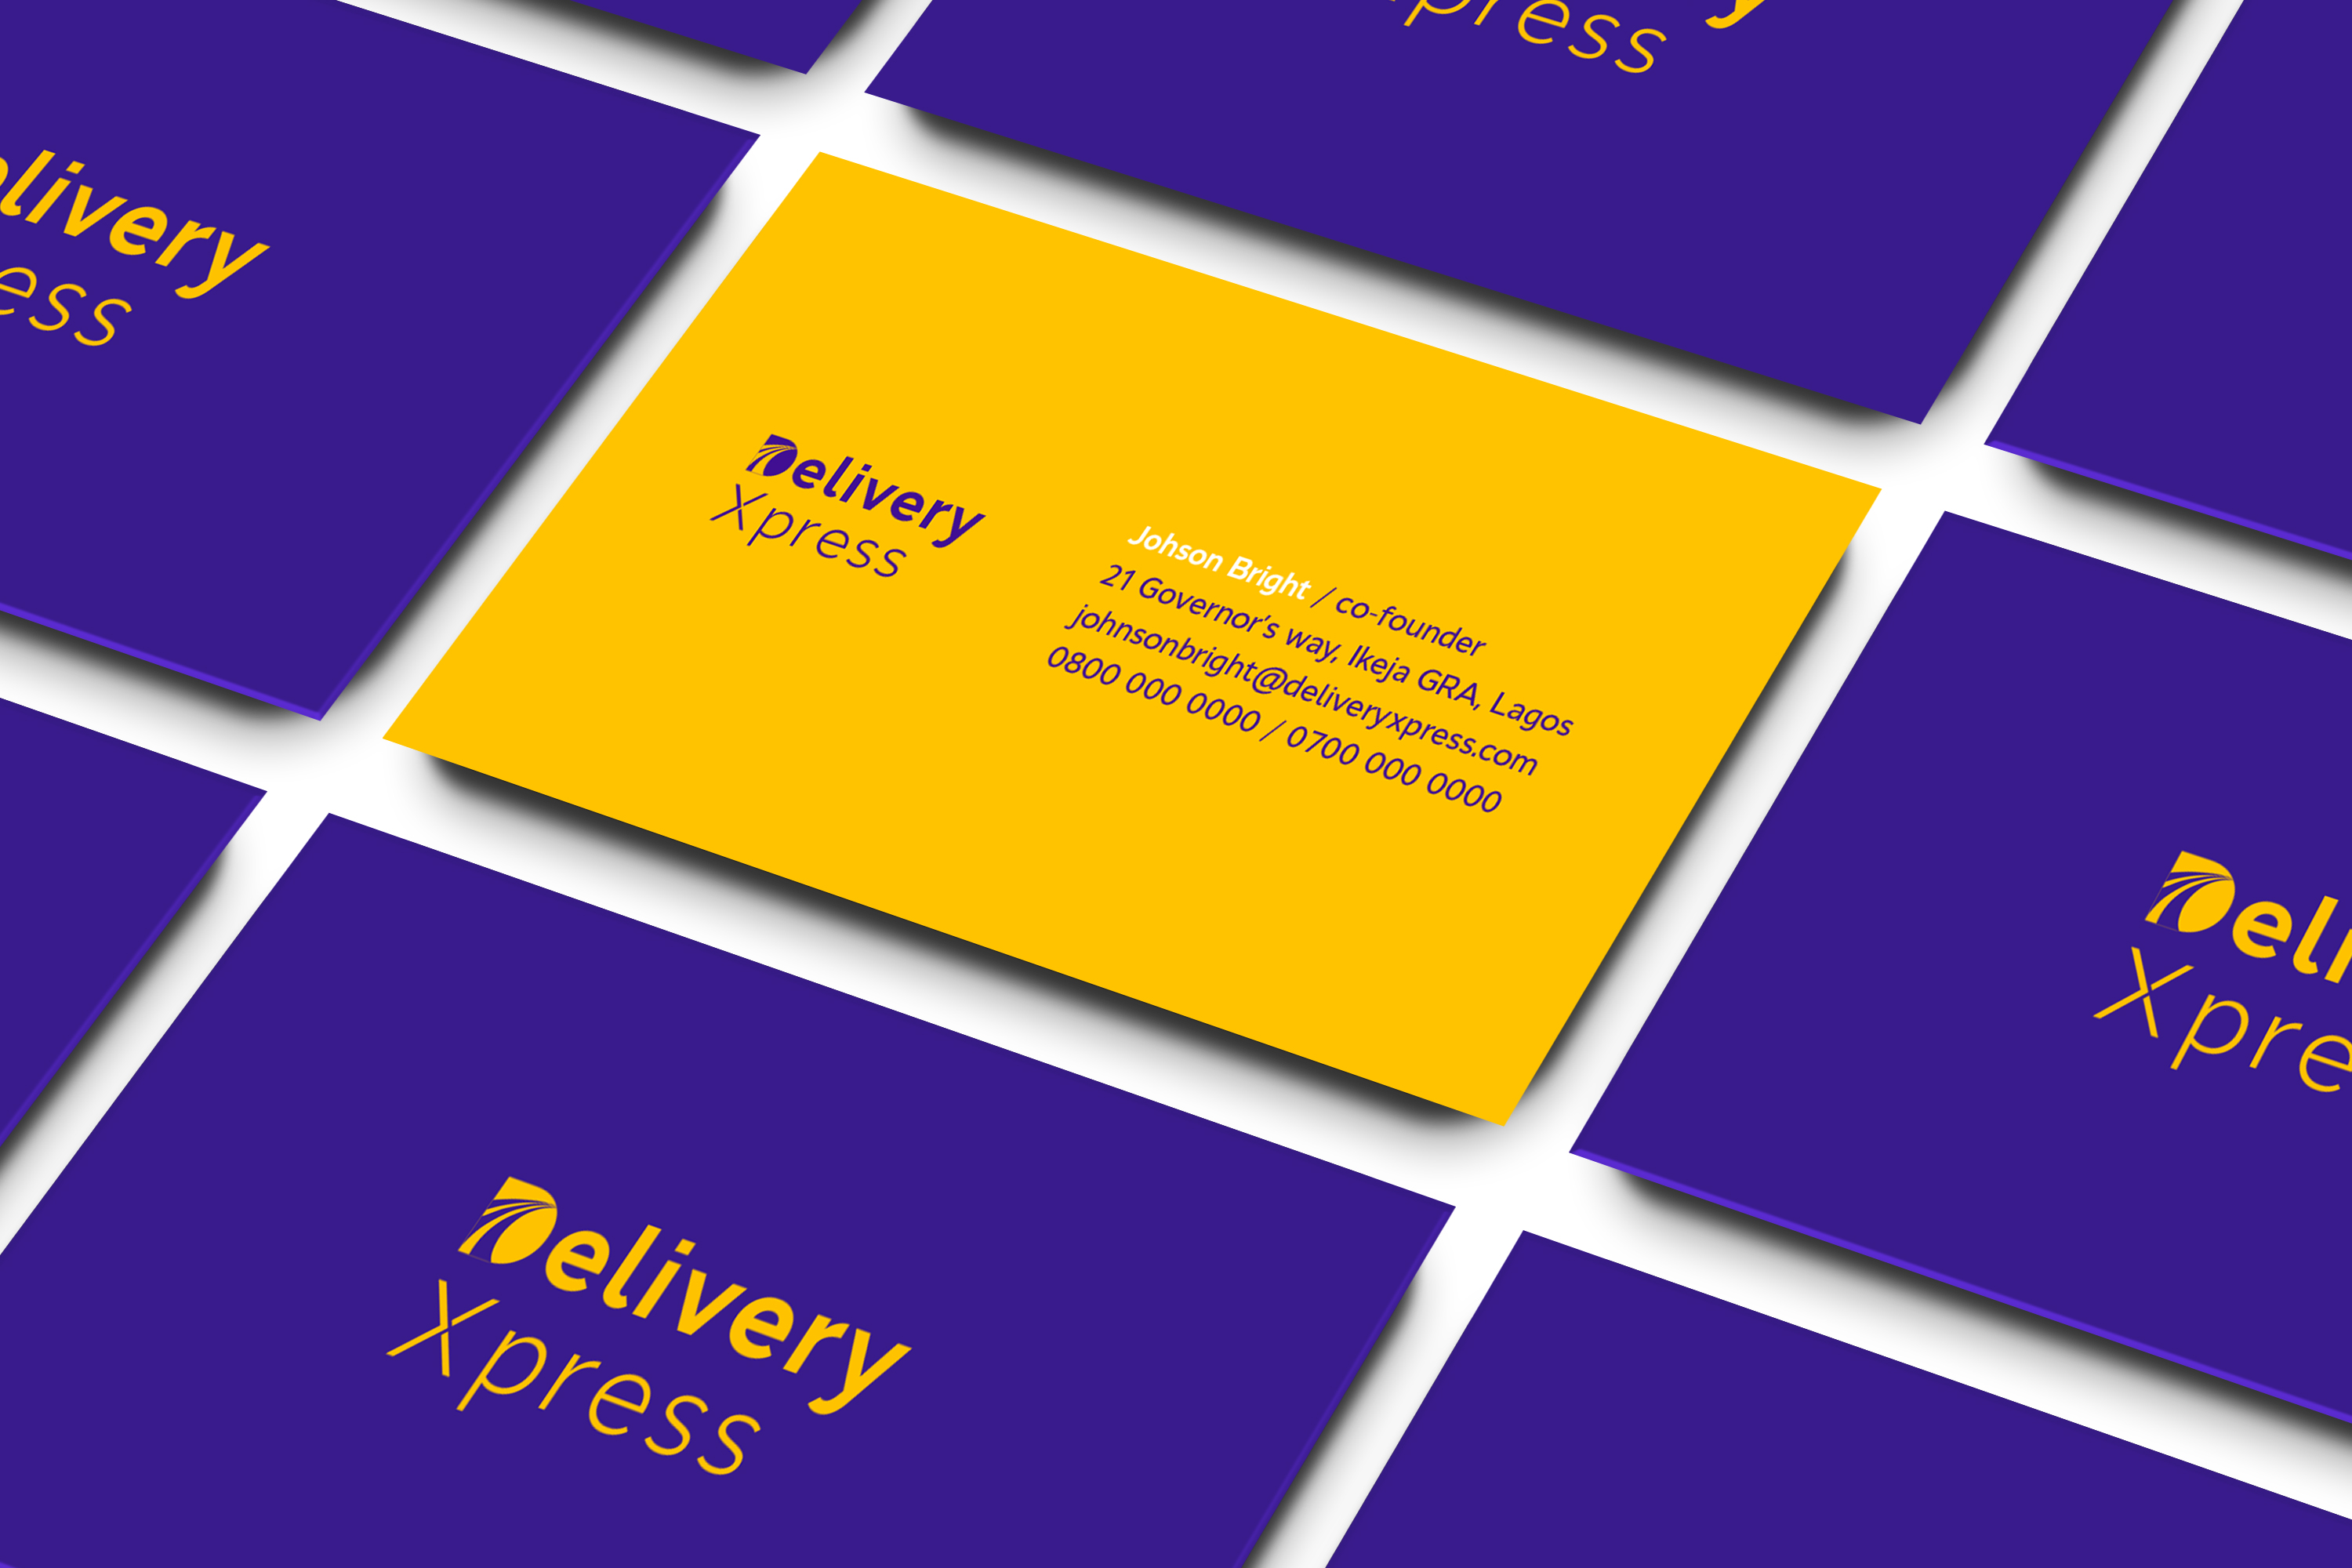 press
y
elivery
ess
Delivery
Xpress
Johson Bright / co-founder
21 Governor's way, Ikeja GRA, Lagos
johnsonbright@deliveryxpress.com
0800 000 0000 / 0700 000 0000
Deli
Xpre
Delivery
Xpress